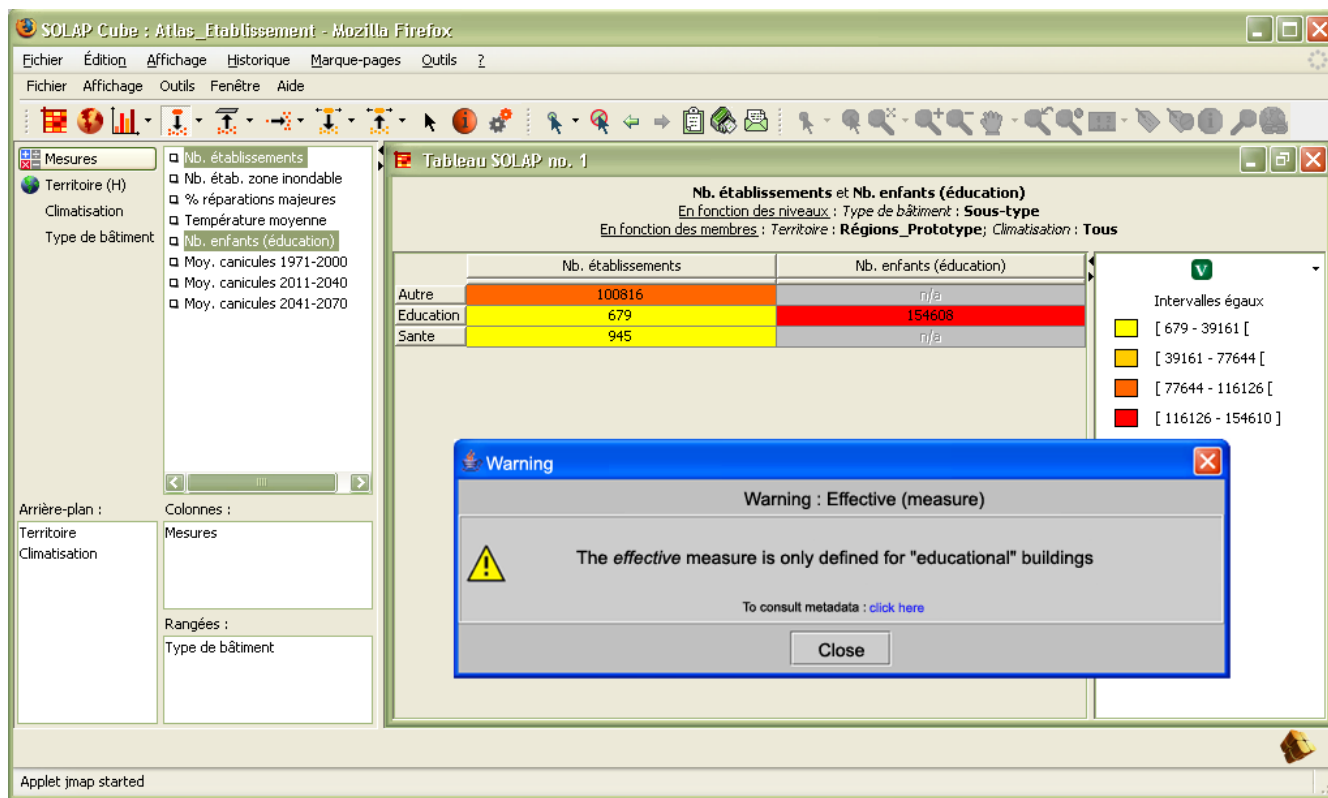 SOLAP Cube : Atlas_Etablissement - Mozilla Firefox
Fichier Édition Affichage Historique Marque-pages Outils ?
Fichier Affichage Outils Fenêtre Aide
Mesures
Territoire (H)
Climatisation
Type de bâtiment
Nb. établissements
Nb. étab. zone inondable
% réparations majeures
Température moyenne
Nb. enfants (éducation)
Moy. canicules 1971-2000
Moy. canicules 2011-2040
Moy. canicules 2041-2070
Arrière-plan :
Territoire
Climatisation
Colonnes :
Mesures
Rangées :
Type de bâtiment
Tableau SOLAP no. 1
Nb. établissements et Nb. enfants (éducation)
En fonction des niveaux : Type de bâtiment : Sous-type
En fonction des membres : Territoire : Régions_Prototype; Climatisation : Tous
Nb. établissements Nb. enfants (éducation)
Autre 100816 n/a
Education 679 154608
Sante 945 n/a
V
Intervalles égaux
[ 679 - 39161 [
[ 39161 - 77644 [
[ 77644 - 116126 [
[ 116126 - 154610 ]
Warning
Warning : Effective (measure)
The effective measure is only defined for "educational" buildings
To consult metadata : click here
Close
Applet jmap started